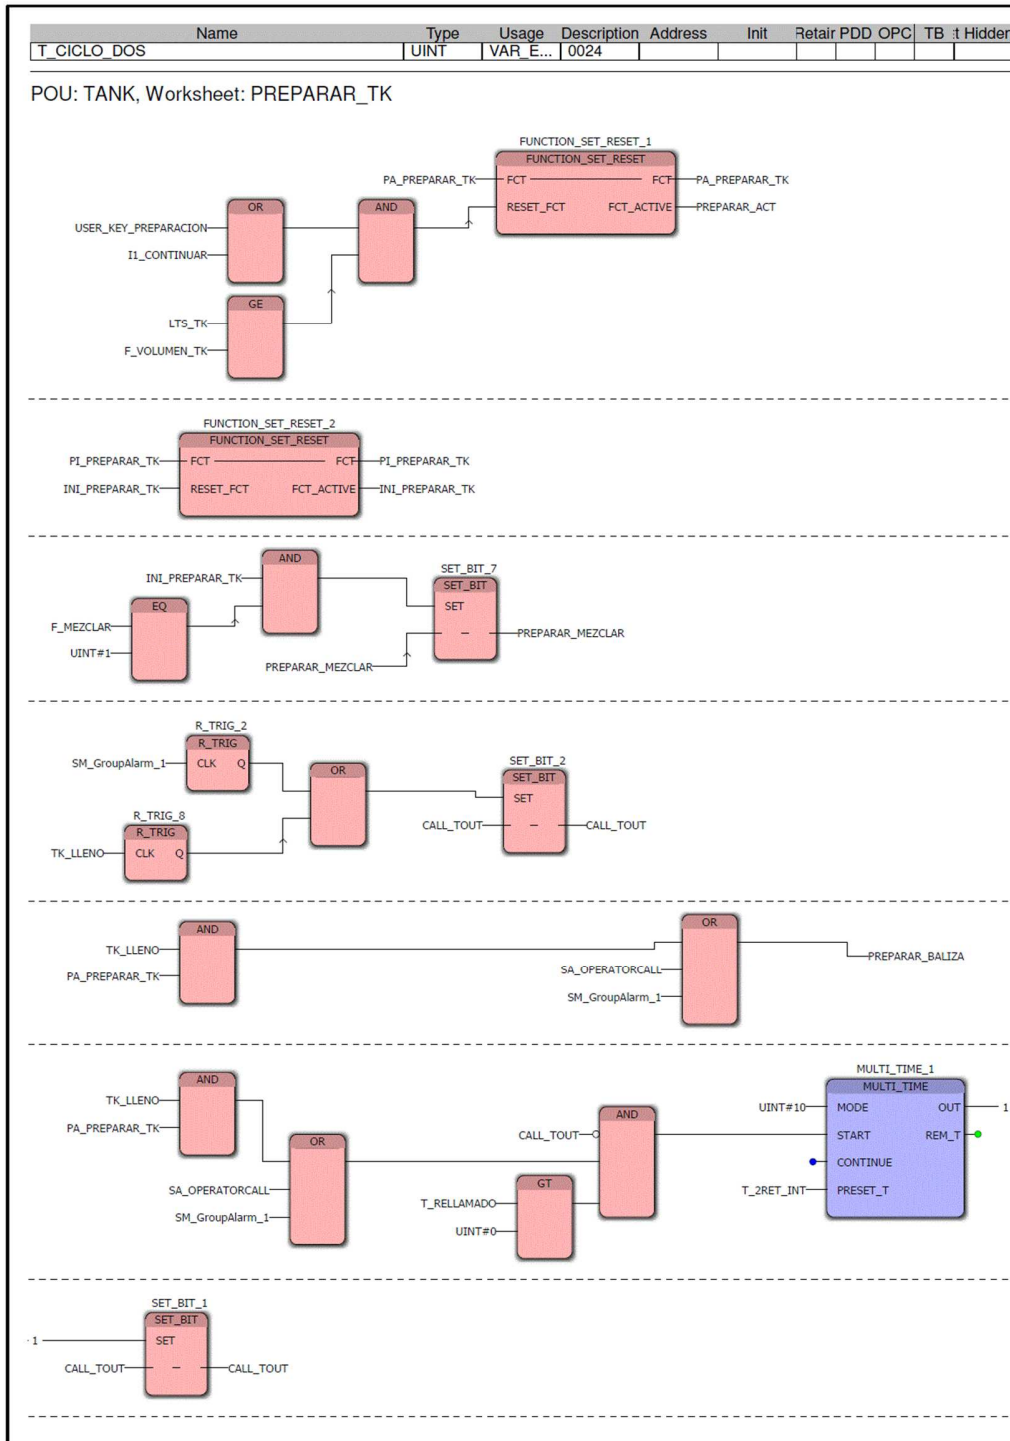 Name Type Usage Description Address Init Retair PDD OPC TB t Hidden
T_CICLO_DOS UINT VAR_E... 0024
POU: TANK, Worksheet: PREPARAR_TK
FUNCTION_SET_RESET_1
FUNCTION_SET_RESET
PA_PREPARAR_TK FCT FCT PA_PREPARAR_TK
OR AND RESET_FCT FCT_ACTIVE PREPARAR_ACT
USER_KEY_PREPARACION
I1_CONTINUAR
GE
LTS_TK
F_VOLUMEN_TK
FUNCTION_SET_RESET_2
FUNCTION_SET_RESET
PI_PREPARAR_TK FCT FCT PI_PREPARAR_TK
INI_PREPARAR_TK RESET_FCT FCT_ACTIVE INI_PREPARAR_TK
AND
SET_BIT_7
INI_PREPARAR_TK SET_BIT
EQ SET
F_MEZCLAR
PREPARAR_MEZCLAR
UINT#1
PREPARAR_MEZCLAR
R_TRIG_2
R_TRIG
SM_GroupAlarm_1 CLK Q SET_BIT_2
OR SET_BIT
SET
R_TRIG_8
CALL_TOUT CALL_TOUT
R_TRIG
TK_LLENO CLK Q
OR
AND
TK_LLENO PREPARAR_BALIZA
SA_OPERATORCALL
PA_PREPARAR_TK
SM_GroupAlarm_1
MULTI_TIME_1
AND MULTI_TIME
TK_LLENO UINT#10 MODE OUT 1
AND
PA_PREPARAR_TK
CALL_TOUT START REM_T
OR
CONTINUE
GT
SA_OPERATORCALL T_2RET_INT PRESET_T
T_RELLAMADO
SM_GroupAlarm_1
UINT#0
SET_BIT_1
SET_BIT
1 SET
CALL_TOUT CALL_TOUT